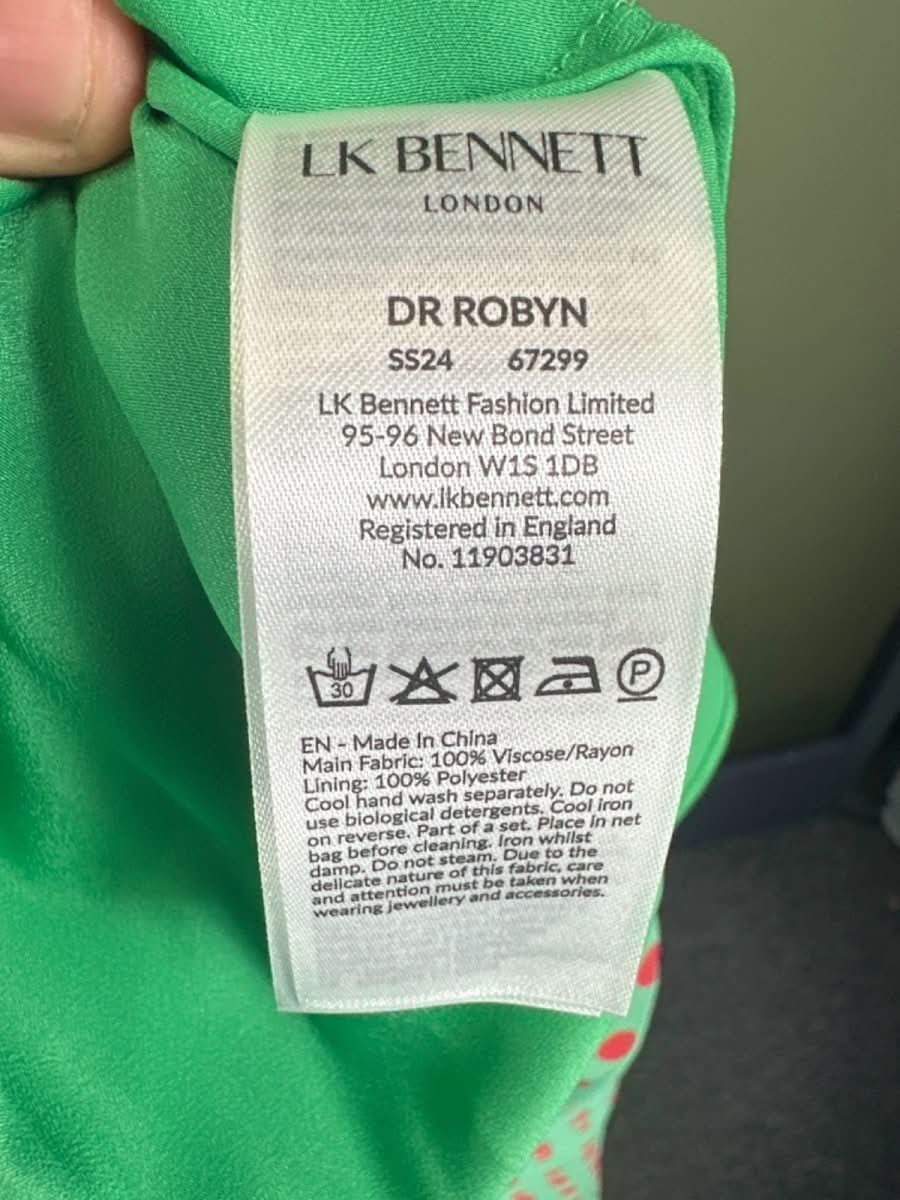 LK BENNETT
LONDON
DR ROBYN
SS24 67299
LK Bennett Fashion Limited
95-96 New Bond Street
London W1S 1DB
www.lkbennett.com
Registered in England
No. 11903831
30
P
EN - Made In China
Main Fabric: 100% Viscose/Rayon
Lining: 100% Polyester
Cool hand wash separately. Do not
use biological detergents. Cool iron
on reverse. Part of a set. Place in net
bag before cleaning. Iron whilst
damp. Do not steam. Due to the
delicate nature of this fabric, care
and attention must be taken when
wearing jewellery and accessories.